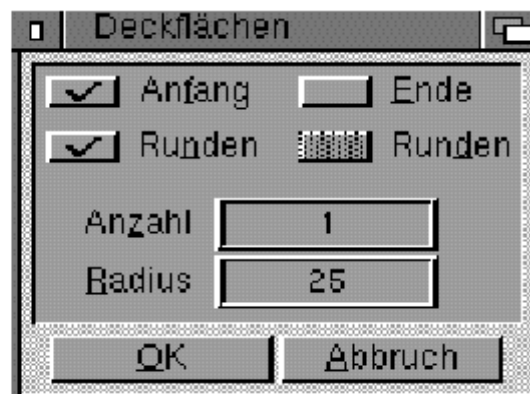 Deckflächen
Anfang Ende
Runden Runden
Anzahl 1
Radius 25
OK Abbruch